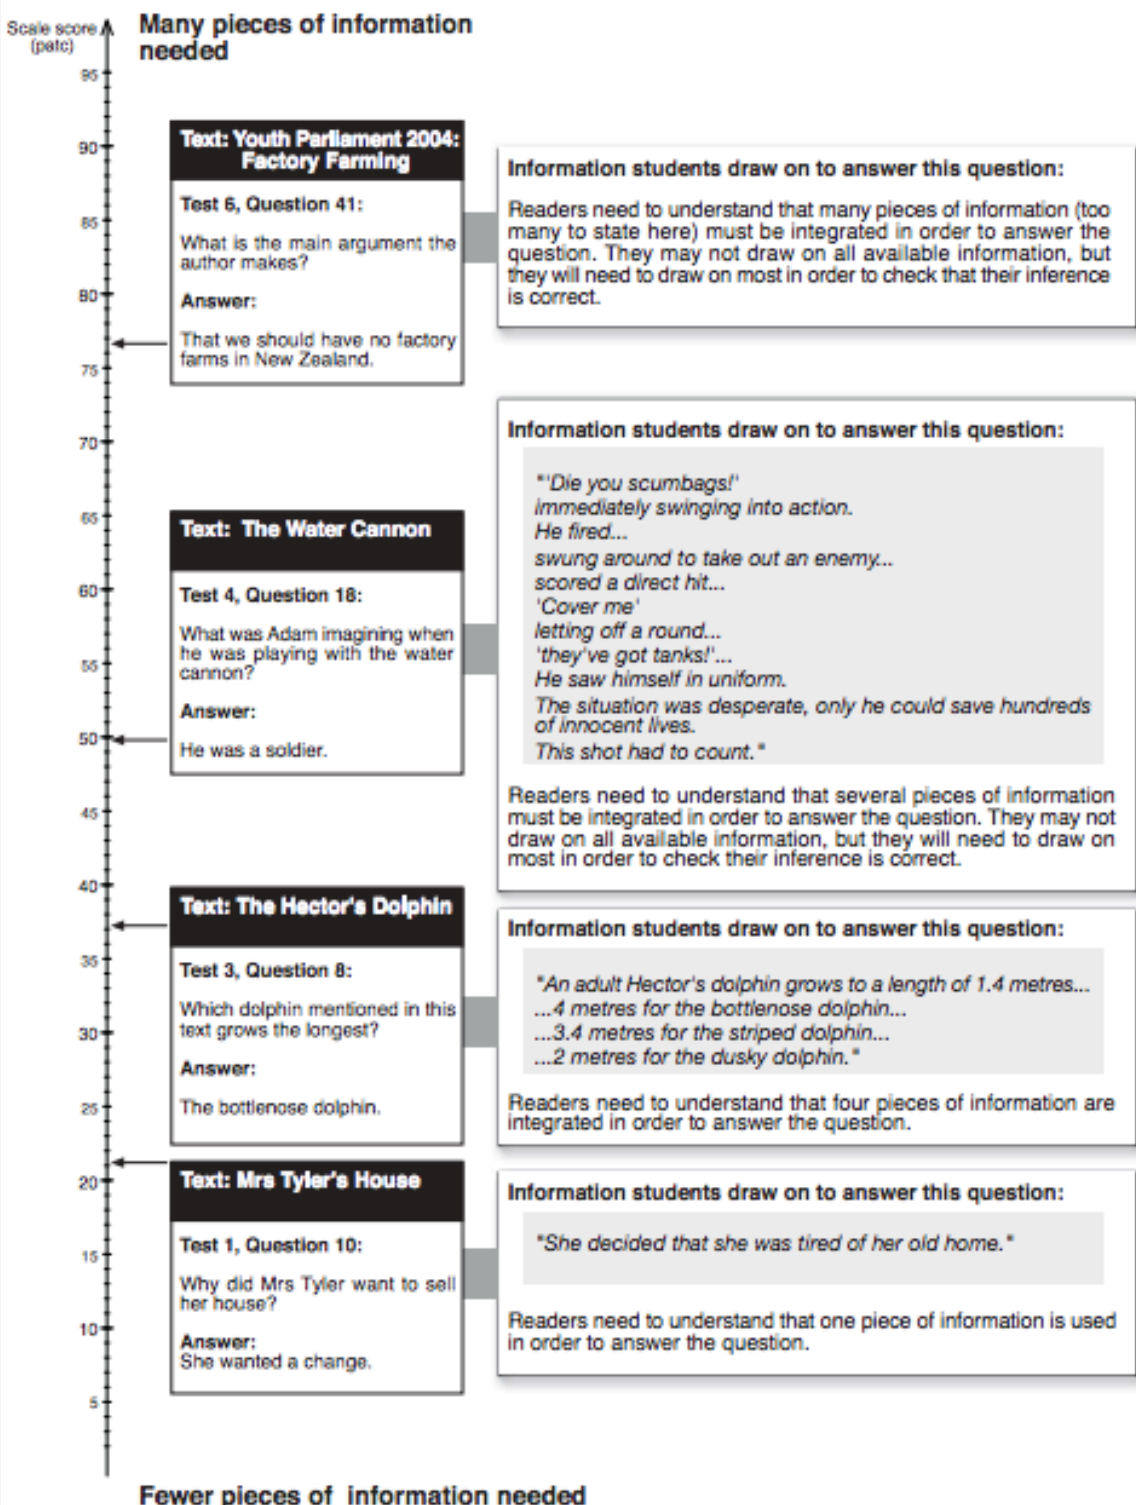 Scale score
(patc)
Many pieces of information
needed
95
90
85
80
75
70
65
60
55
50
45
40
35
30
25
20
15
10
5
Text: Youth Parliament 2004:
Factory Farming
Test 6, Question 41:
What is the main argument the
author makes?
Answer:
That we should have no factory
farms in New Zealand.
Information students draw on to answer this question:
Readers need to understand that many pieces of information (too
many to state here) must be integrated in order to answer the
question. They may not draw on all available information, but
they will need to draw on most in order to check that their inference
is correct.
Text: The Water Cannon
Test 4, Question 18:
What was Adam imagining when
he was playing with the water
cannon?
Answer:
He was a soldier.
Information students draw on to answer this question:
"'Die you scumbags!'
immediately swinging into action.
He fired...
swung around to take out an enemy...
scored a direct hit...
'Cover me'
letting off a round...
'they've got tanks!'...
He saw himself in uniform.
The situation was desperate, only he could save hundreds
of innocent lives.
This shot had to count."
Readers need to understand that several pieces of information
must be integrated in order to answer the question. They may not
draw on all available information, but they will need to draw on
most in order to check their inference is correct.
Text: The Hector's Dolphin
Test 3, Question 8:
Which dolphin mentioned in this
text grows the longest?
Answer:
The bottlenose dolphin.
Information students draw on to answer this question:
"An adult Hector's dolphin grows to a length of 1.4 metres...
...4 metres for the bottlenose dolphin...
...3.4 metres for the striped dolphin...
...2 metres for the dusky dolphin."
Readers need to understand that four pieces of information are
integrated in order to answer the question.
Text: Mrs Tyler's House
Test 1, Question 10:
Why did Mrs Tyler want to sell
her house?
Answer:
She wanted a change.
Information students draw on to answer this question:
"She decided that she was tired of her old home."
Readers need to understand that one piece of information is used
in order to answer the question.
Fewer pieces of information needed